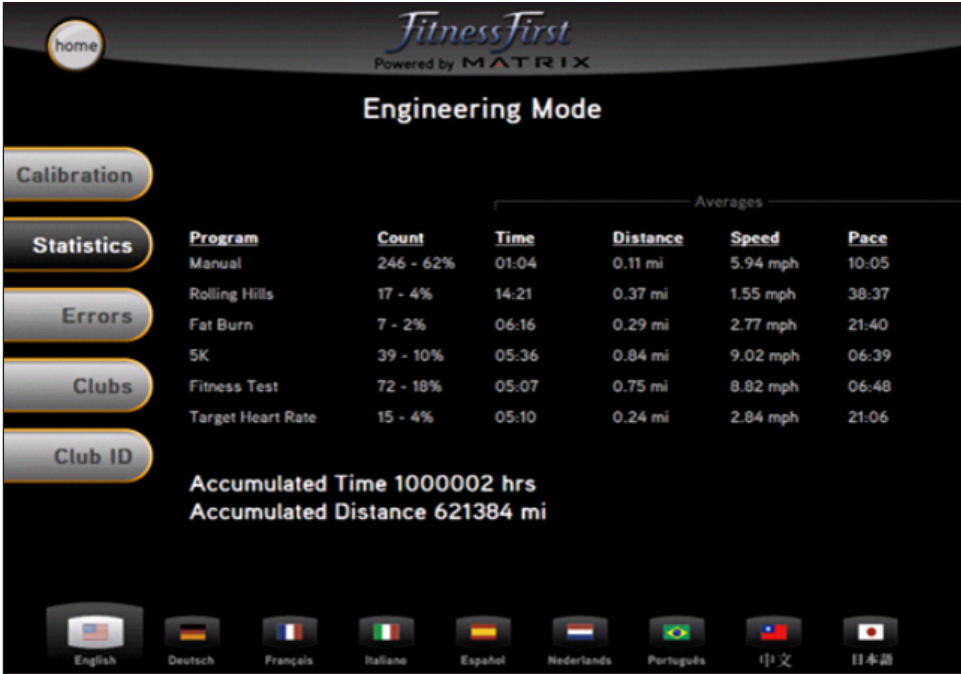 home
FitnessFirst
Powered by MATRIX
Engineering Mode
Calibration
Statistics
Errors
Clubs
Club ID
Averages
Program Count Time Distance Speed Pace
Manual 246 - 62% 01:04 0.11 mi 5.94 mph 10:05
Rolling Hills 17 - 4% 14:21 0.37 mi 1.55 mph 38:37
Fat Burn 7 - 2% 06:16 0.29 mi 2.77 mph 21:40
5K 39 - 10% 05:36 0.84 mi 9.02 mph 06:39
Fitness Test 72 - 18% 05:07 0.75 mi 8.82 mph 06:48
Target Heart Rate 15 - 4% 05:10 0.24 mi 2.84 mph 21:06
Accumulated Time 1000002 hrs
Accumulated Distance 621384 mi
English Deutsch Français Italiano Español Nederlands Português 中文 日本語